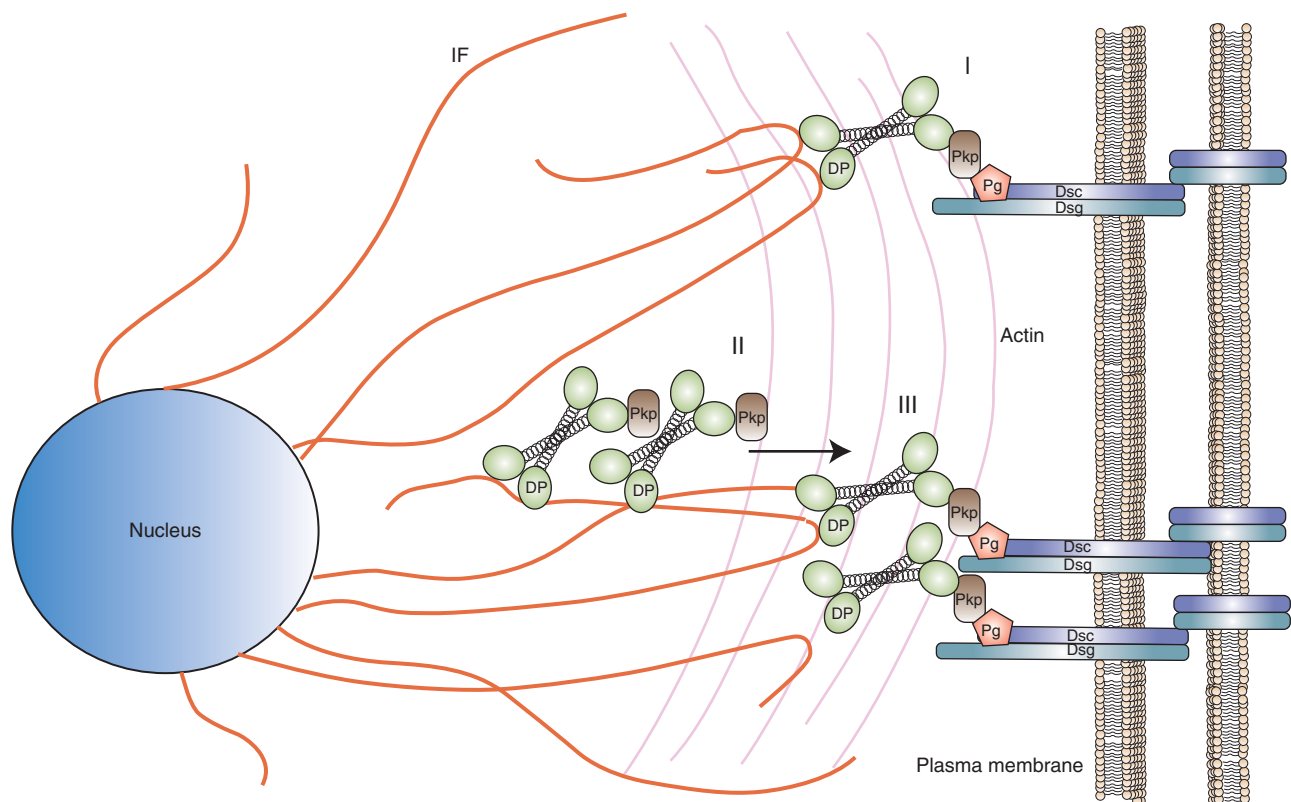 IF
I
DP
Pkp
Pg
Dsc
Dsg
Actin
II
Pkp
Pkp
DP
DP
III
DP
Pkp
Pg
Dsc
Dsg
DP
Pkp
Pg
Dsc
Dsg
Nucleus
Plasma membrane